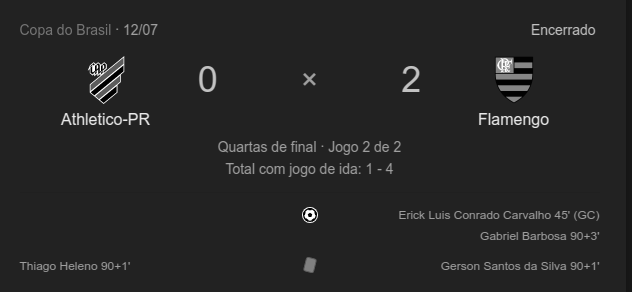 Copa do Brasil · 12/07 Encerrado
CAP
0 × 2
Athletico-PR Flamengo
Quartas de final · Jogo 2 de 2
Total com jogo de ida: 1 - 4
Erick Luis Conrado Carvalho 45' (GC)
Gabriel Barbosa 90+3'
Thiago Heleno 90+1' Gerson Santos da Silva 90+1'